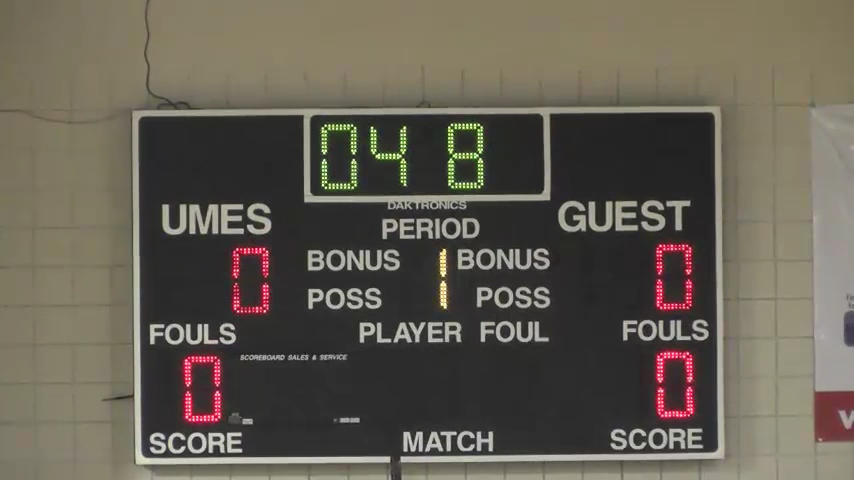 04 8
DAKTRONICS
UMES PERIOD GUEST
0 BONUS 1 BONUS 0
POSS POSS
FOULS PLAYER FOUL FOULS
SCOREBOARD SALES & SERVICE
0 0
SCORE MATCH SCORE